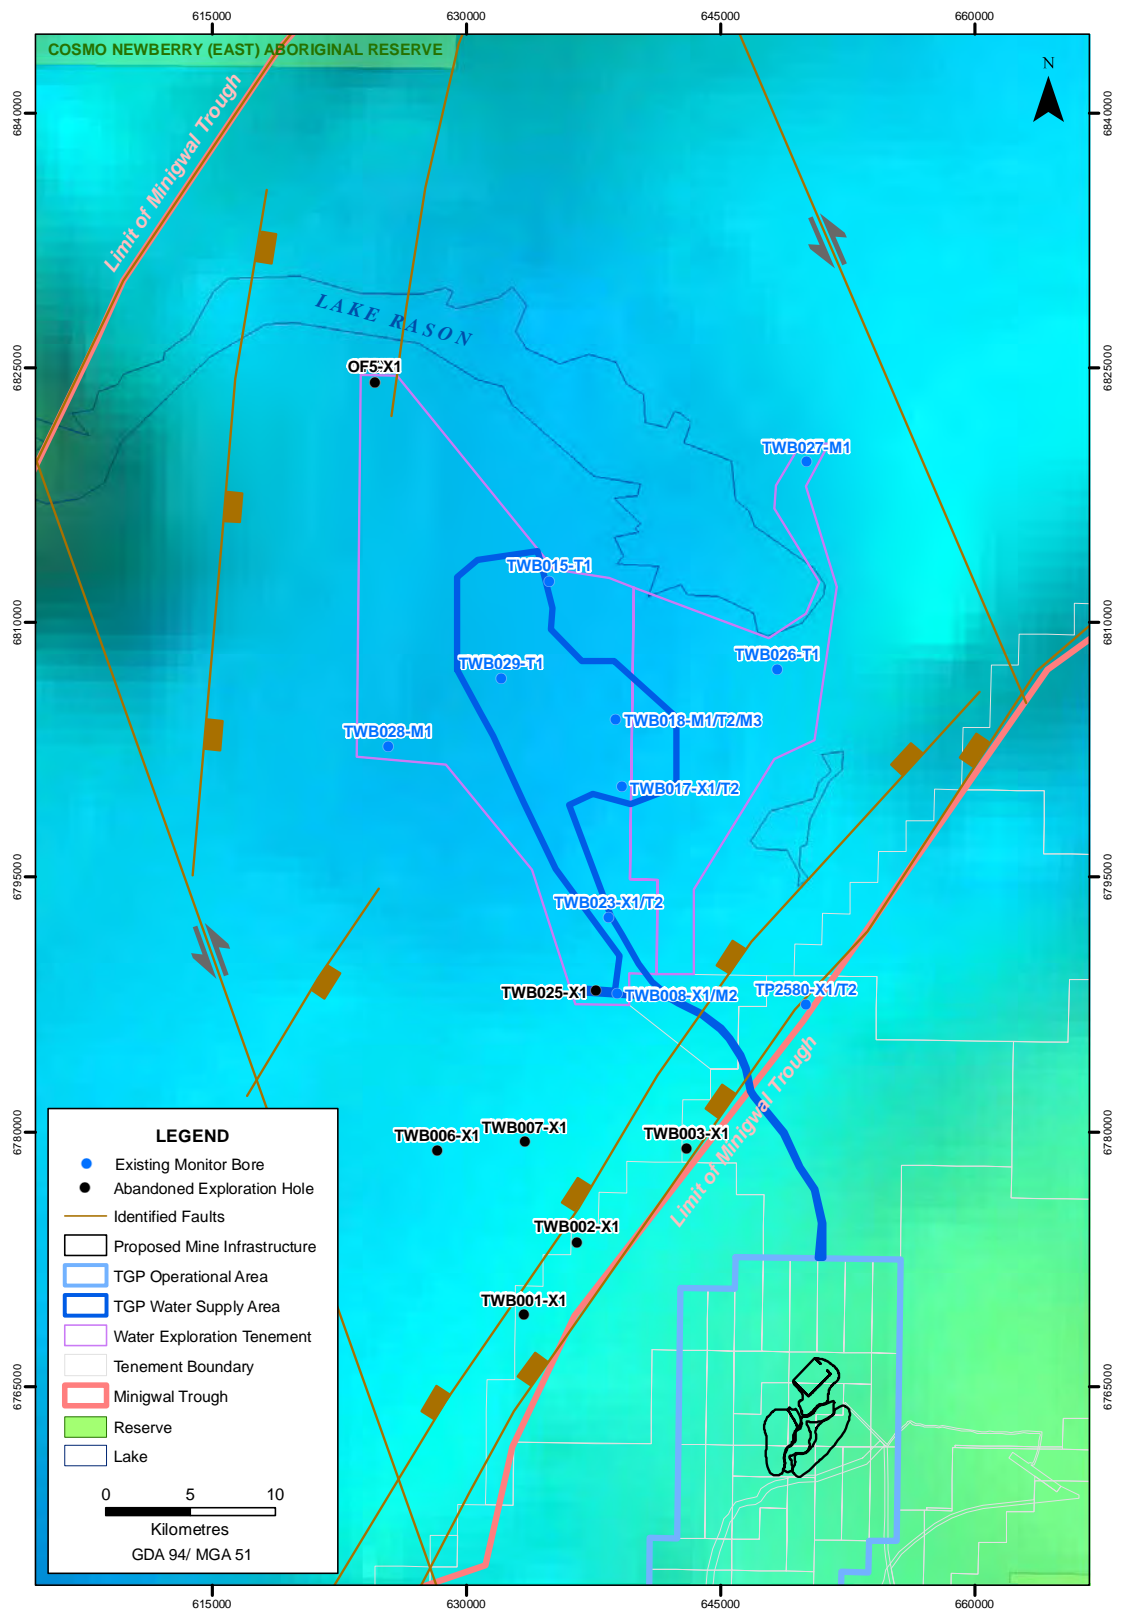 615000 630000 645000 660000
COSMO NEWBERRY (EAST) ABORIGINAL RESERVE
N
6840000 6840000
Limit of Minigwal Trough
LAKE RASON
6825000 6825000
OF5-X1
TWB027-M1
TWB015-T1
6810000 6810000
TWB029-T1
TWB026-T1
TWB018-M1/T2/M3
TWB028-M1
TWB017-X1/T2
6795000 6795000
TWB023-X1/T2
TWB025-X1
TWB008-X1/M2
TP2580-X1/T2
Limit of Minigwal Trough
6780000 6780000
TWB006-X1
TWB007-X1
TWB003-X1
TWB002-X1
TWB001-X1
6765000 6765000
LEGEND
Existing Monitor Bore
Abandoned Exploration Hole
Identified Faults
Proposed Mine Infrastructure
TGP Operational Area
TGP Water Supply Area
Water Exploration Tenement
Tenement Boundary
Minigwal Trough
Reserve
Lake
0 5 10
Kilometres
GDA 94/ MGA 51
615000 630000 645000 660000